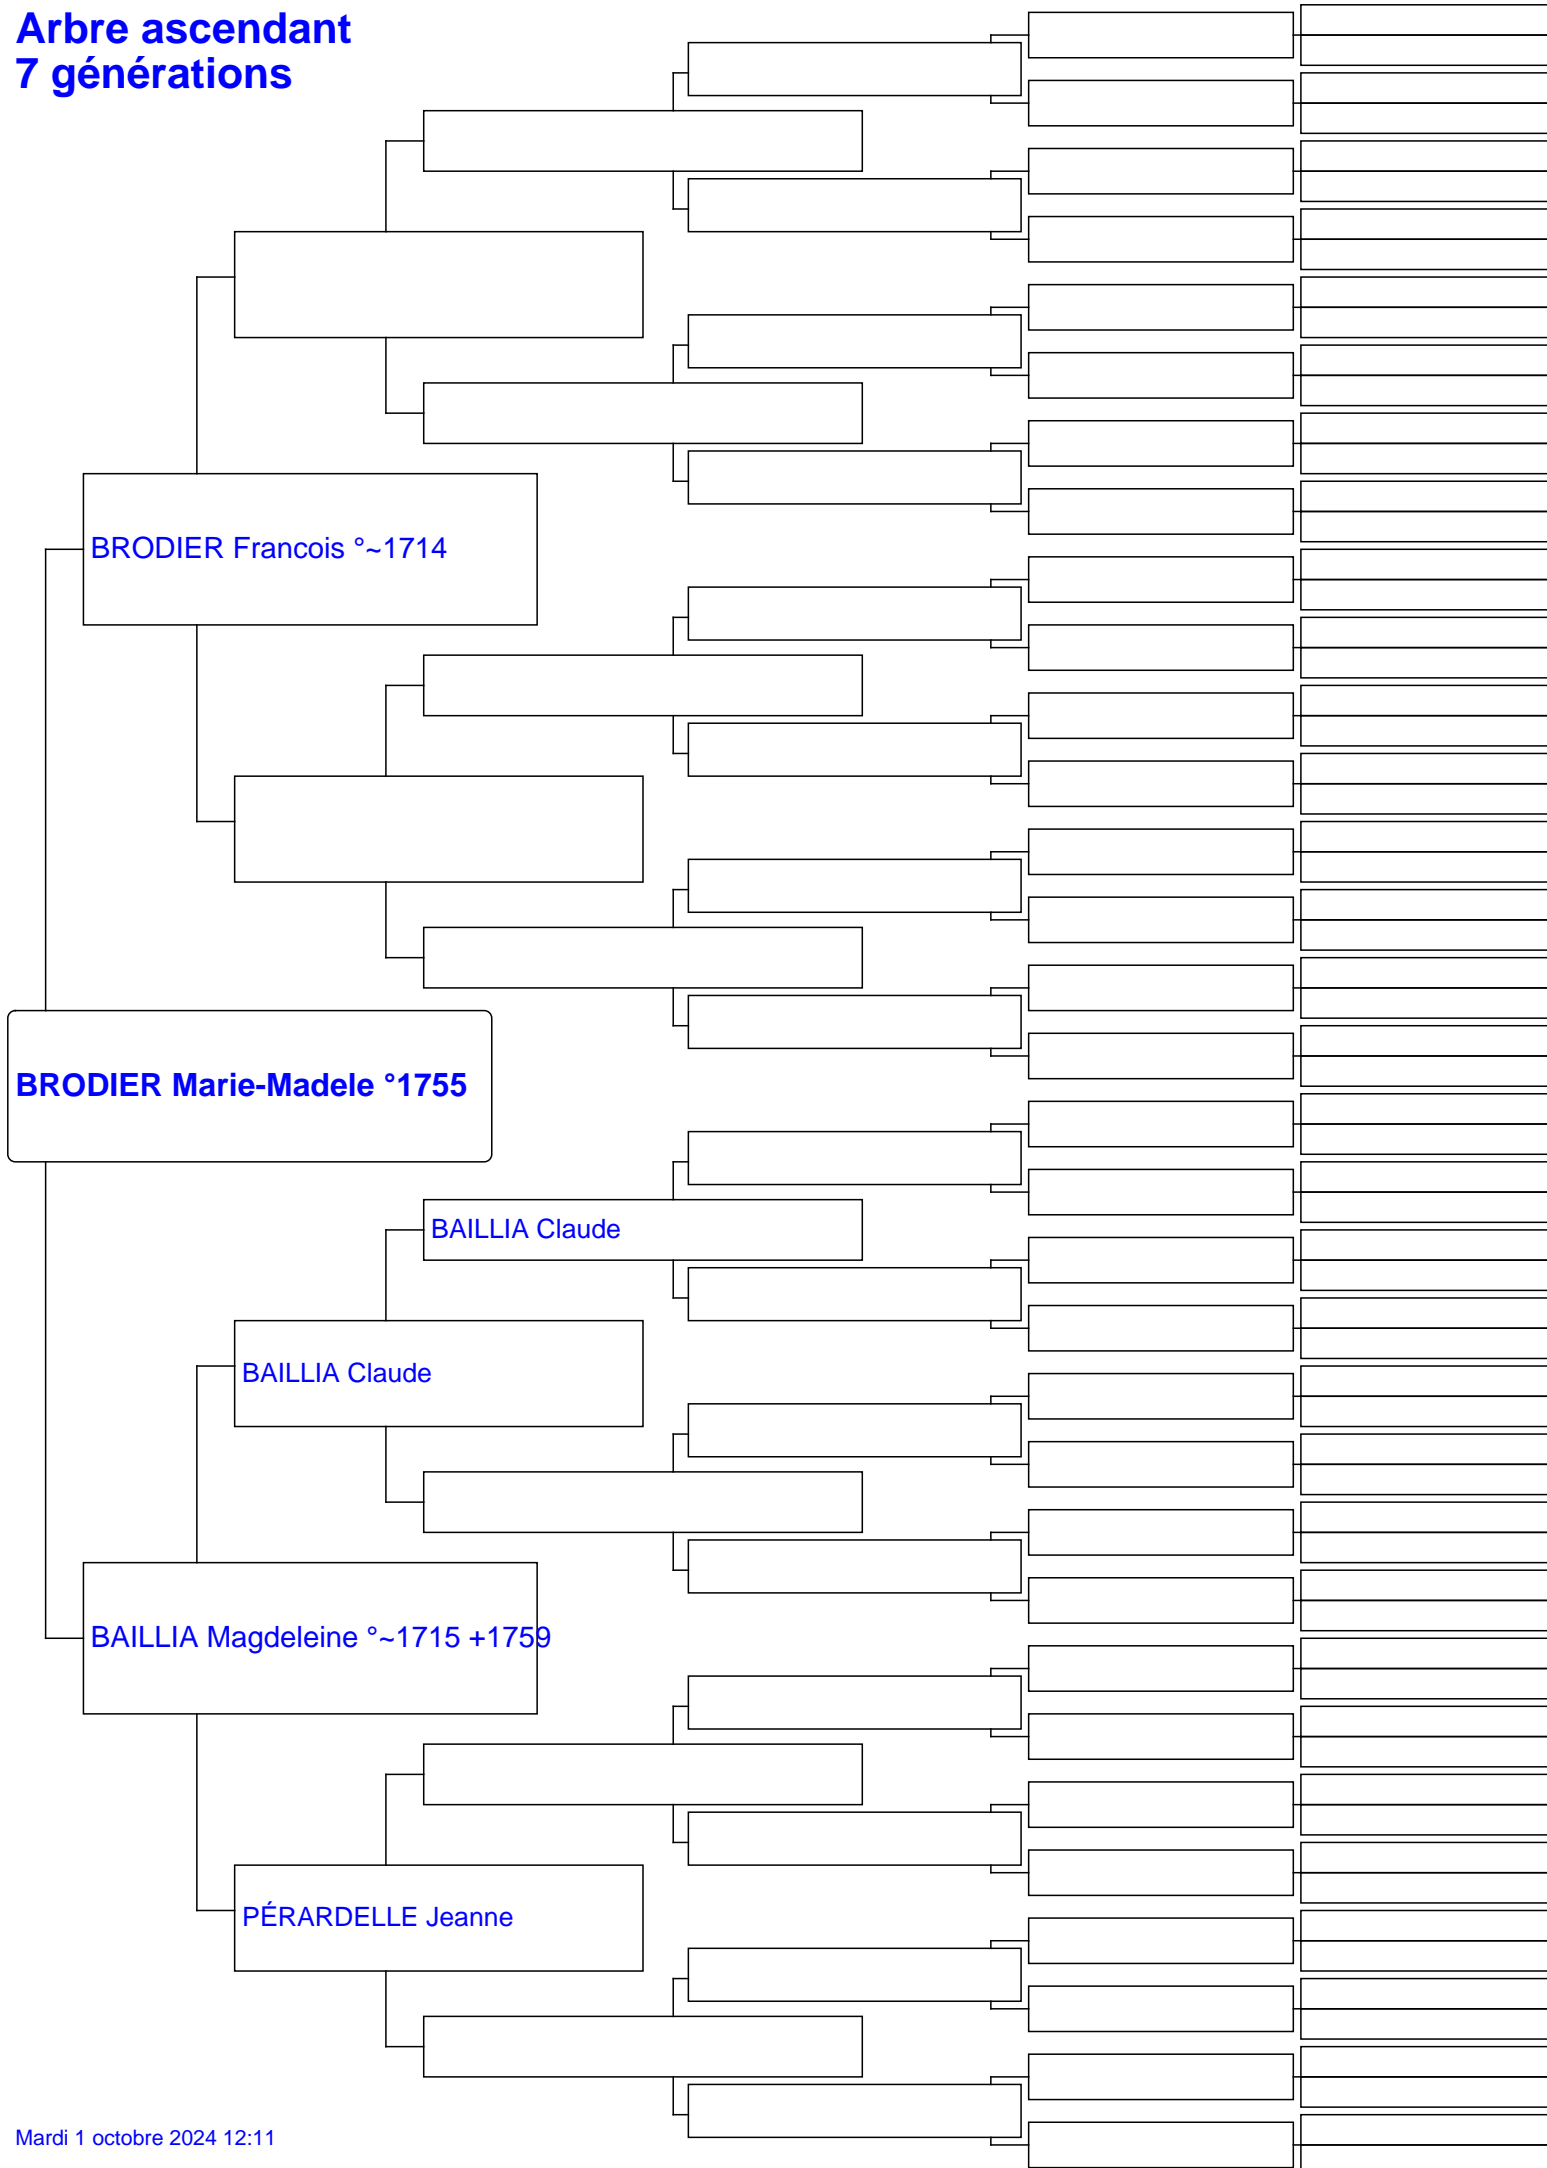 Arbre ascendant
7 générations
BRODIER Francois °~1714
BRODIER Marie-Madele °1755
BAILLIA Claude
BAILLIA Claude
BAILLIA Magdeleine °~1715 +1759
PÉRARDELLE Jeanne
Mardi 1 octobre 2024 12:11